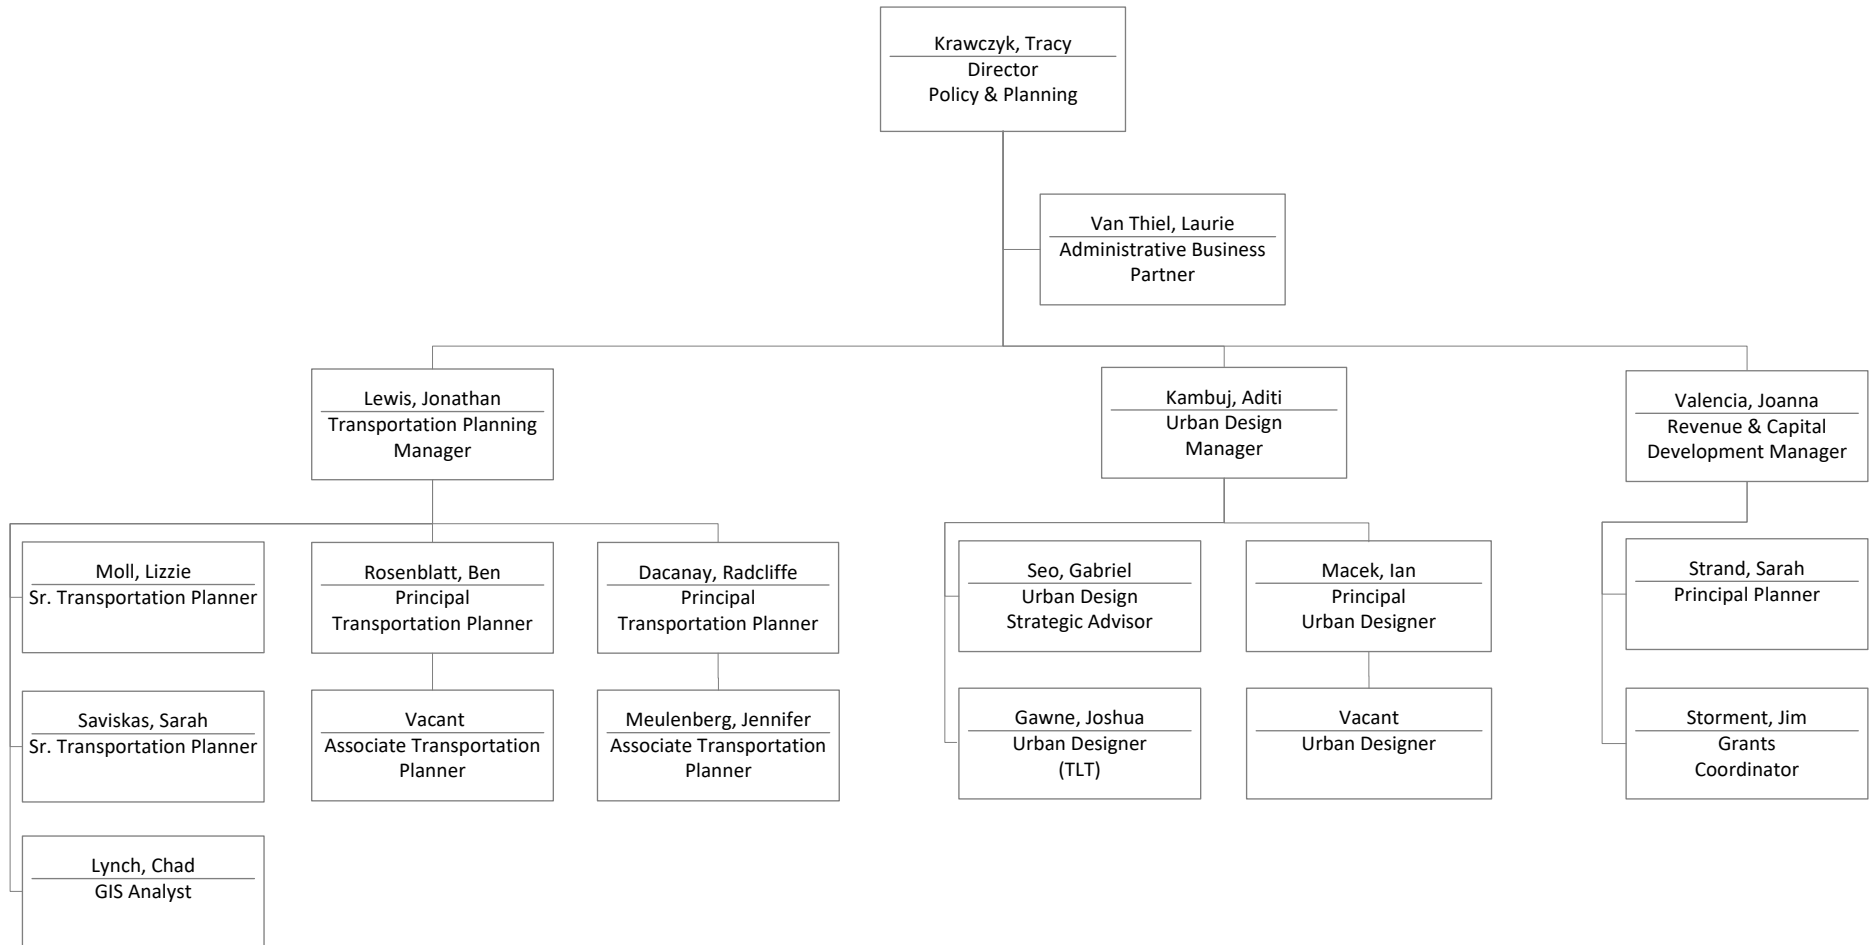 Krawczyk, Tracy
Director
Policy & Planning
Van Thiel, Laurie
Administrative Business
Partner
Lewis, Jonathan
Transportation Planning
Manager
Kambuj, Aditi
Urban Design
Manager
Valencia, Joanna
Revenue & Capital
Development Manager
Moll, Lizzie
Sr. Transportation Planner
Rosenblatt, Ben
Principal
Transportation Planner
Dacanay, Radcliffe
Principal
Transportation Planner
Seo, Gabriel
Urban Design
Strategic Advisor
Macek, Ian
Principal
Urban Designer
Strand, Sarah
Principal Planner
Saviskas, Sarah
Sr. Transportation Planner
Vacant
Associate Transportation
Planner
Meulenberg, Jennifer
Associate Transportation
Planner
Gawne, Joshua
Urban Designer
(TLT)
Vacant
Urban Designer
Storment, Jim
Grants
Coordinator
Lynch, Chad
GIS Analyst